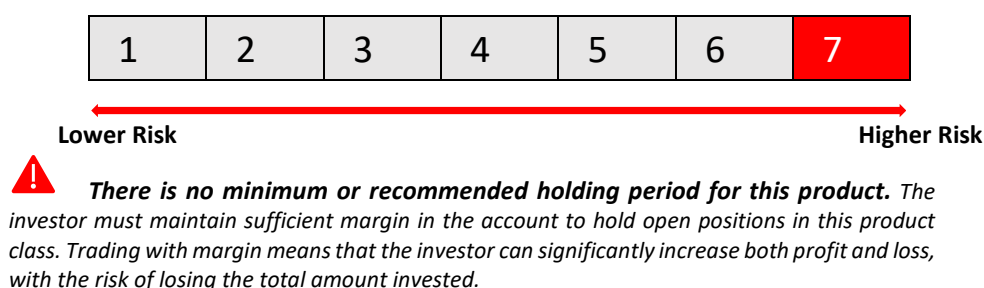 1 2 3 4 5 6 7
Lower Risk Higher Risk
There is no minimum or recommended holding period for this product. The
investor must maintain sufficient margin in the account to hold open positions in this product
class. Trading with margin means that the investor can significantly increase both profit and loss,
with the risk of losing the total amount invested.